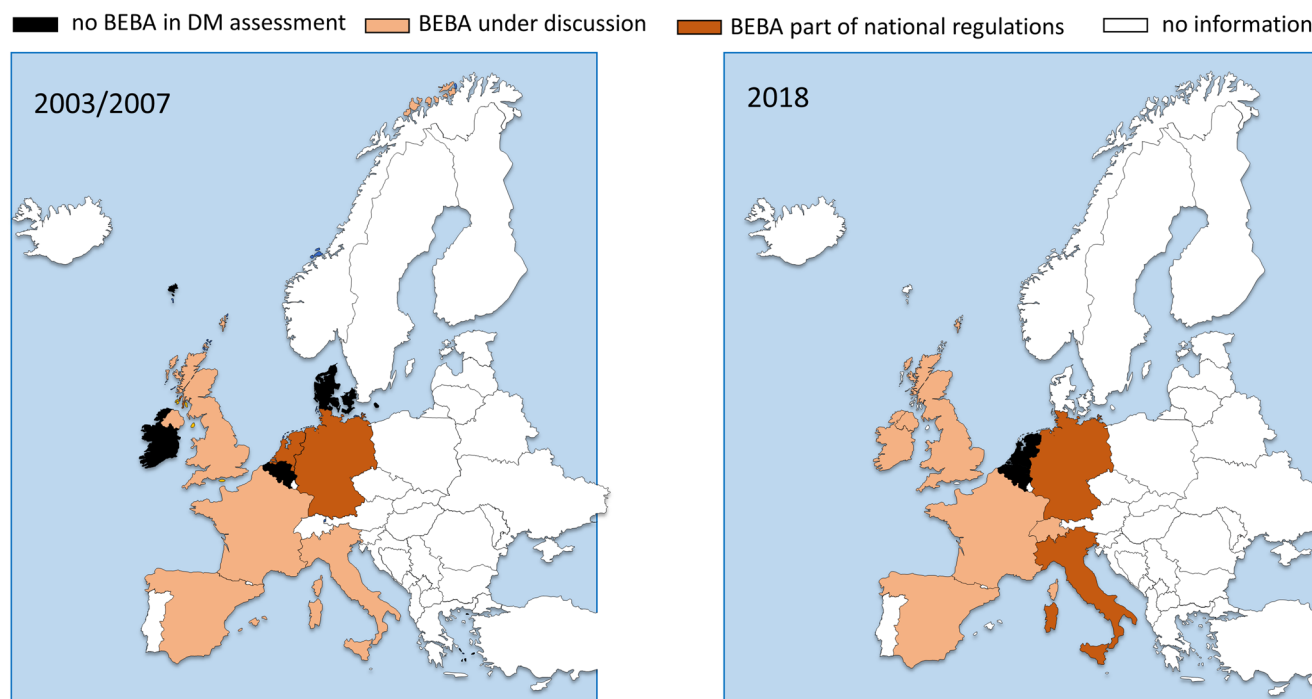 no BEBA in DM assessment
BEBA under discussion
BEBA part of national regulations
no information
2003/2007
2018